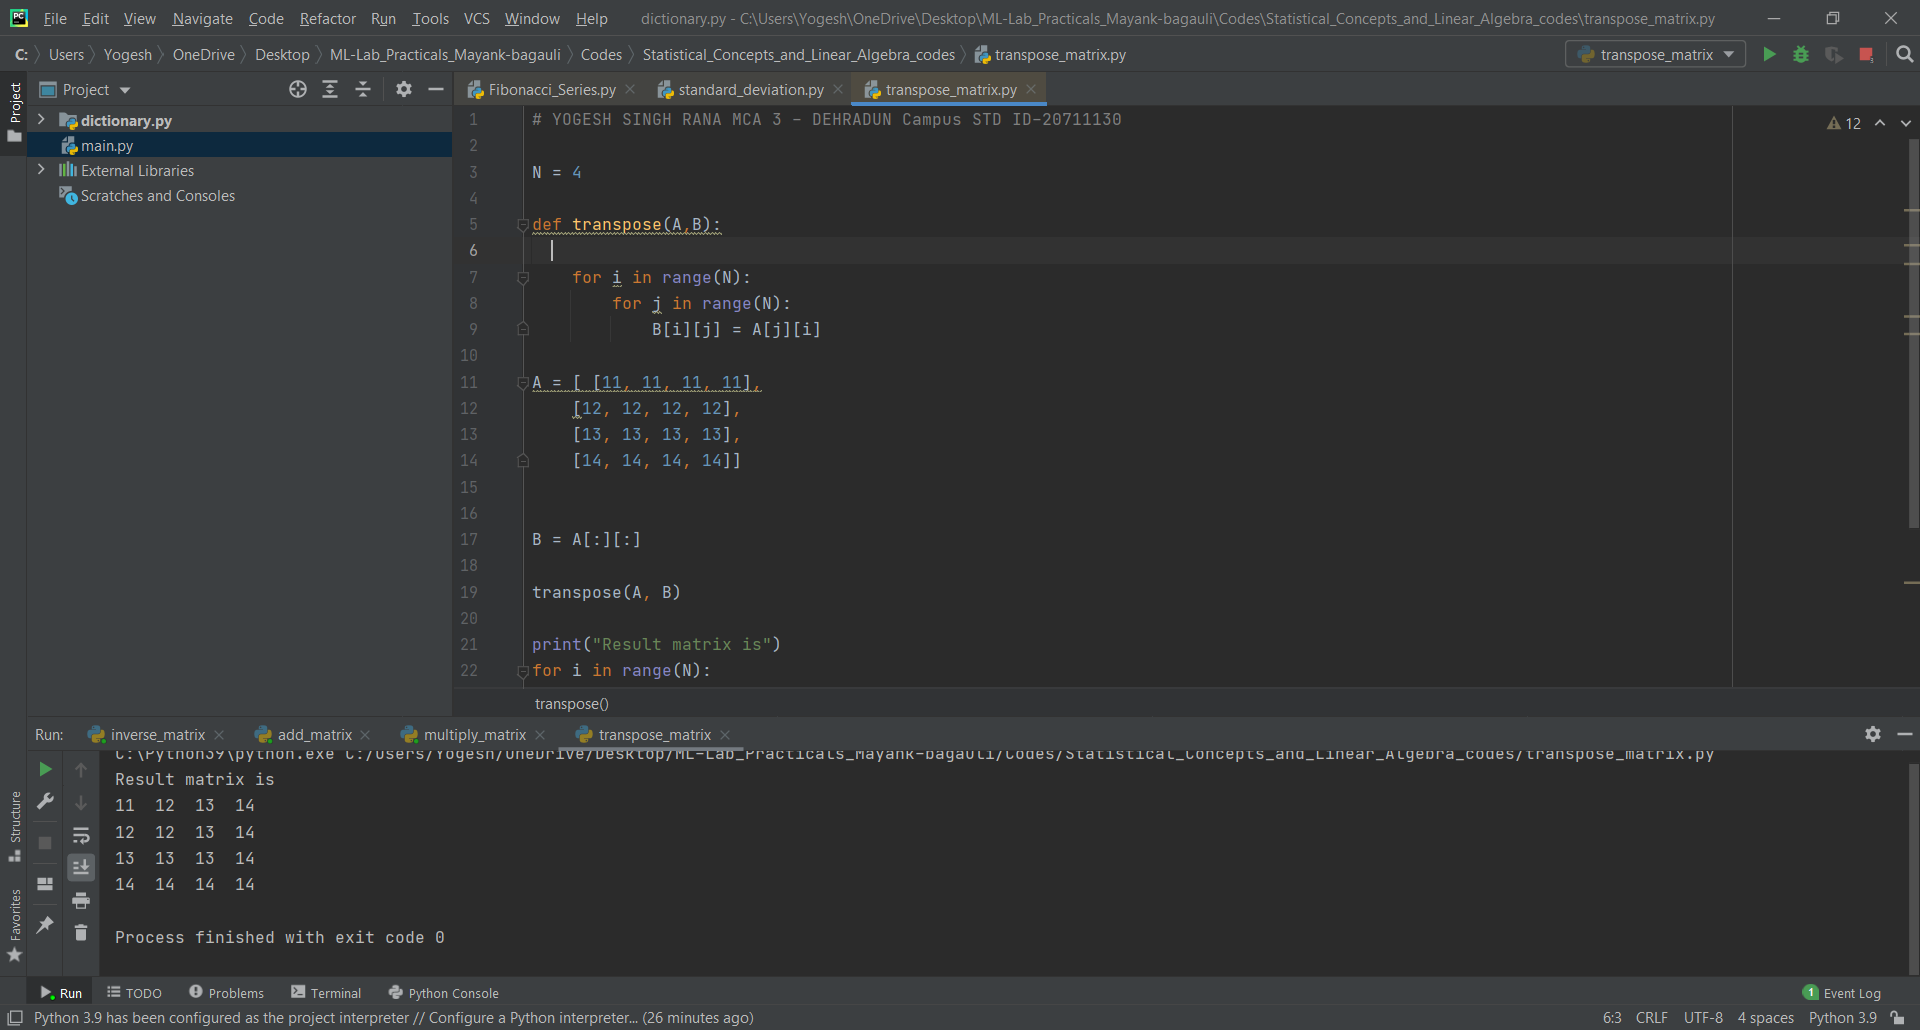 File Edit View Navigate Code Refactor Run Tools VCS Window Help dictionary.py - C:\Users\Yogesh\OneDrive\Desktop\ML-Lab_Practicals_Mayank-bagauli\Codes\Statistical_Concepts_and_Linear_Algebra_codes\transpose_matrix.py
C: Users Yogesh OneDrive Desktop ML-Lab_Practicals_Mayank-bagauli Codes Statistical_Concepts_and_Linear_Algebra_codes transpose_matrix.py transpose_matrix
Project
Project
Fibonacci_Series.py standard_deviation.py transpose_matrix.py
dictionary.py
main.py
External Libraries
Scratches and Consoles
12
1 # YOGESH SINGH RANA MCA 3 - DEHRADUN Campus STD ID-20711130
2
3 N = 4
4
5 def transpose(A,B):
6
7 for i in range(N):
8 for j in range(N):
9 B[i][j] = A[j][i]
10
11 A = [ [11, 11, 11, 11],
12 [12, 12, 12, 12],
13 [13, 13, 13, 13],
14 [14, 14, 14, 14]]
15
16
17 B = A[:][:]
18
19 transpose(A, B)
20
21 print("Result matrix is")
22 for i in range(N):
transpose()
Run: inverse_matrix add_matrix multiply_matrix transpose_matrix
C:\Python39\python.exe C:/Users/Yogesh/OneDrive/Desktop/ML-Lab_Practicals_Mayank-bagauli/Codes/Statistical_Concepts_and_Linear_Algebra_codes/transpose_matrix.py
Result matrix is
11 12 13 14
12 12 13 14
13 13 13 14
14 14 14 14
Process finished with exit code 0
Structure
Favorites
Run TODO Problems Terminal Python Console 1 Event Log
Python 3.9 has been configured as the project interpreter // Configure a Python interpreter... (26 minutes ago) 6:3 CRLF UTF-8 4 spaces Python 3.9